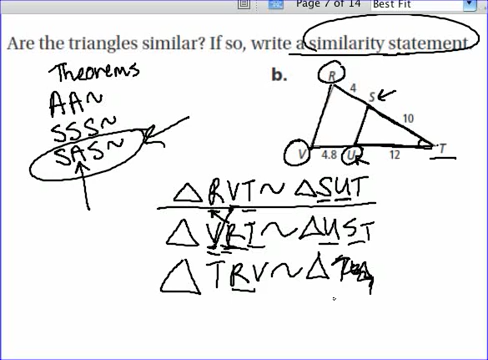 Page 7 of 14
Best Fit
Are the triangles similar? If so, write a similarity statement
Theorems
AA~
SSS~
SAS~
b.
R
4
S
10
V
4.8
U
12
T
△RVT~△SUT
△VRT~△UST
△TRV~△